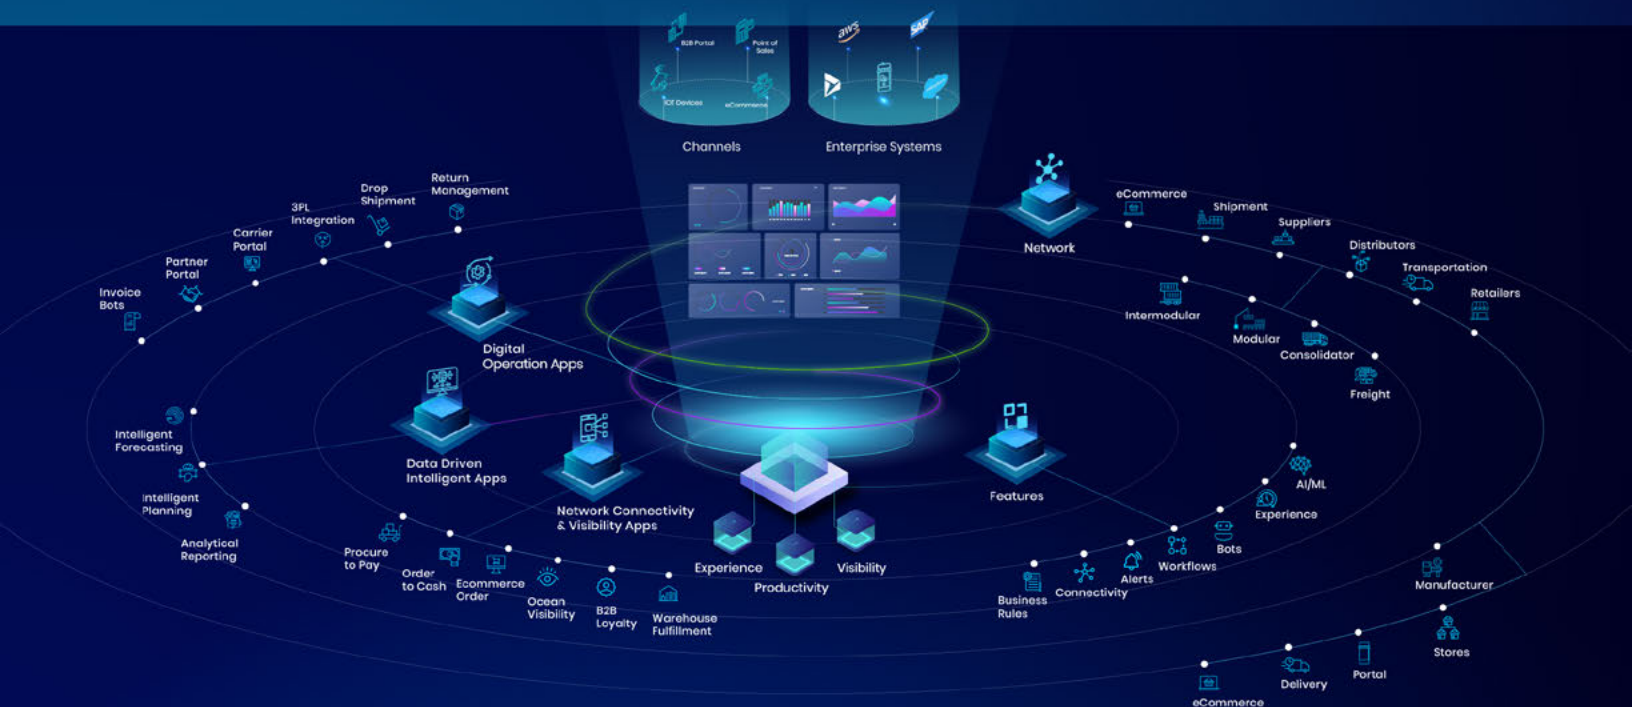 B2B Portal
Point of
Sales
IOT Devices
eCommerce
Channels
aws
SAP
Enterprise Systems
Return
Management
Drop
Shipment
3PL
Integration
Carrier
Portal
Partner
Portal
Invoice
Bots
Digital
Operation Apps
Network
eCommerce
Shipment
Suppliers
Distributors
Transportation
Retailers
Intermodular
Modular
Consolidator
Freight
Intelligent
Forecasting
Intelligent
Planning
Analytical
Reporting
Data Driven
Intelligent Apps
Network Connectivity
& Visibility Apps
Procure
to Pay
Order
to Cash
Ecommerce
Order
Ocean
Visibility
B2B
Loyalty
Warehouse
Fulfillment
Experience
Productivity
Visibility
Features
AI/ML
Experience
Bots
Workflows
Alerts
Connectivity
Business
Rules
Manufacturer
Stores
Portal
Delivery
eCommerce